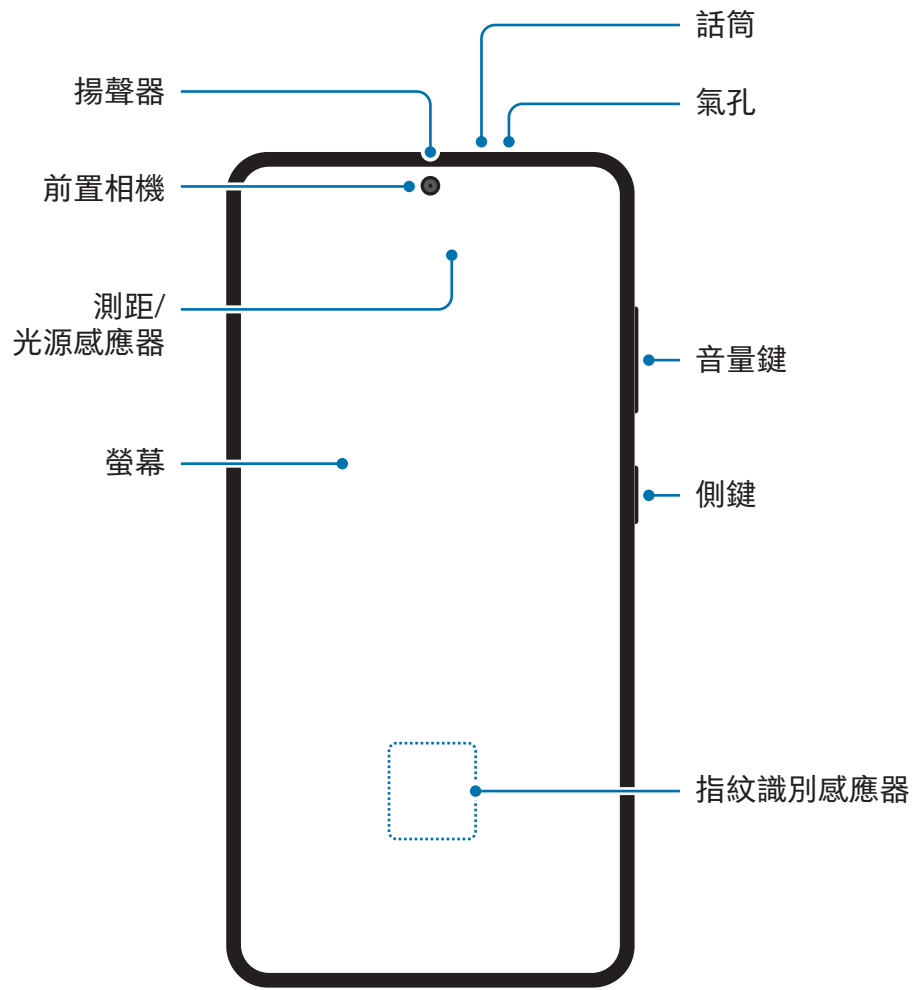 話筒
揚聲器
氣孔
前置相機
測距/
光源感應器
音量鍵
螢幕
側鍵
指紋識別感應器